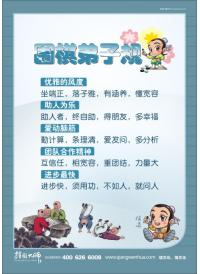 围棋弟子规
优雅的风度
坐端正，落子雅，有涵养，懂宽容
助人为乐
助人者，终自助，得朋友，多幸福
爱动脑筋
勤计算，条理清，爱发问，多分析
团队合作精神
互信任，相宽容，重团结，力量大
进步最快
进步快，须用功，不如人，就问人
400 626 6008
www.qiangwenhua.com